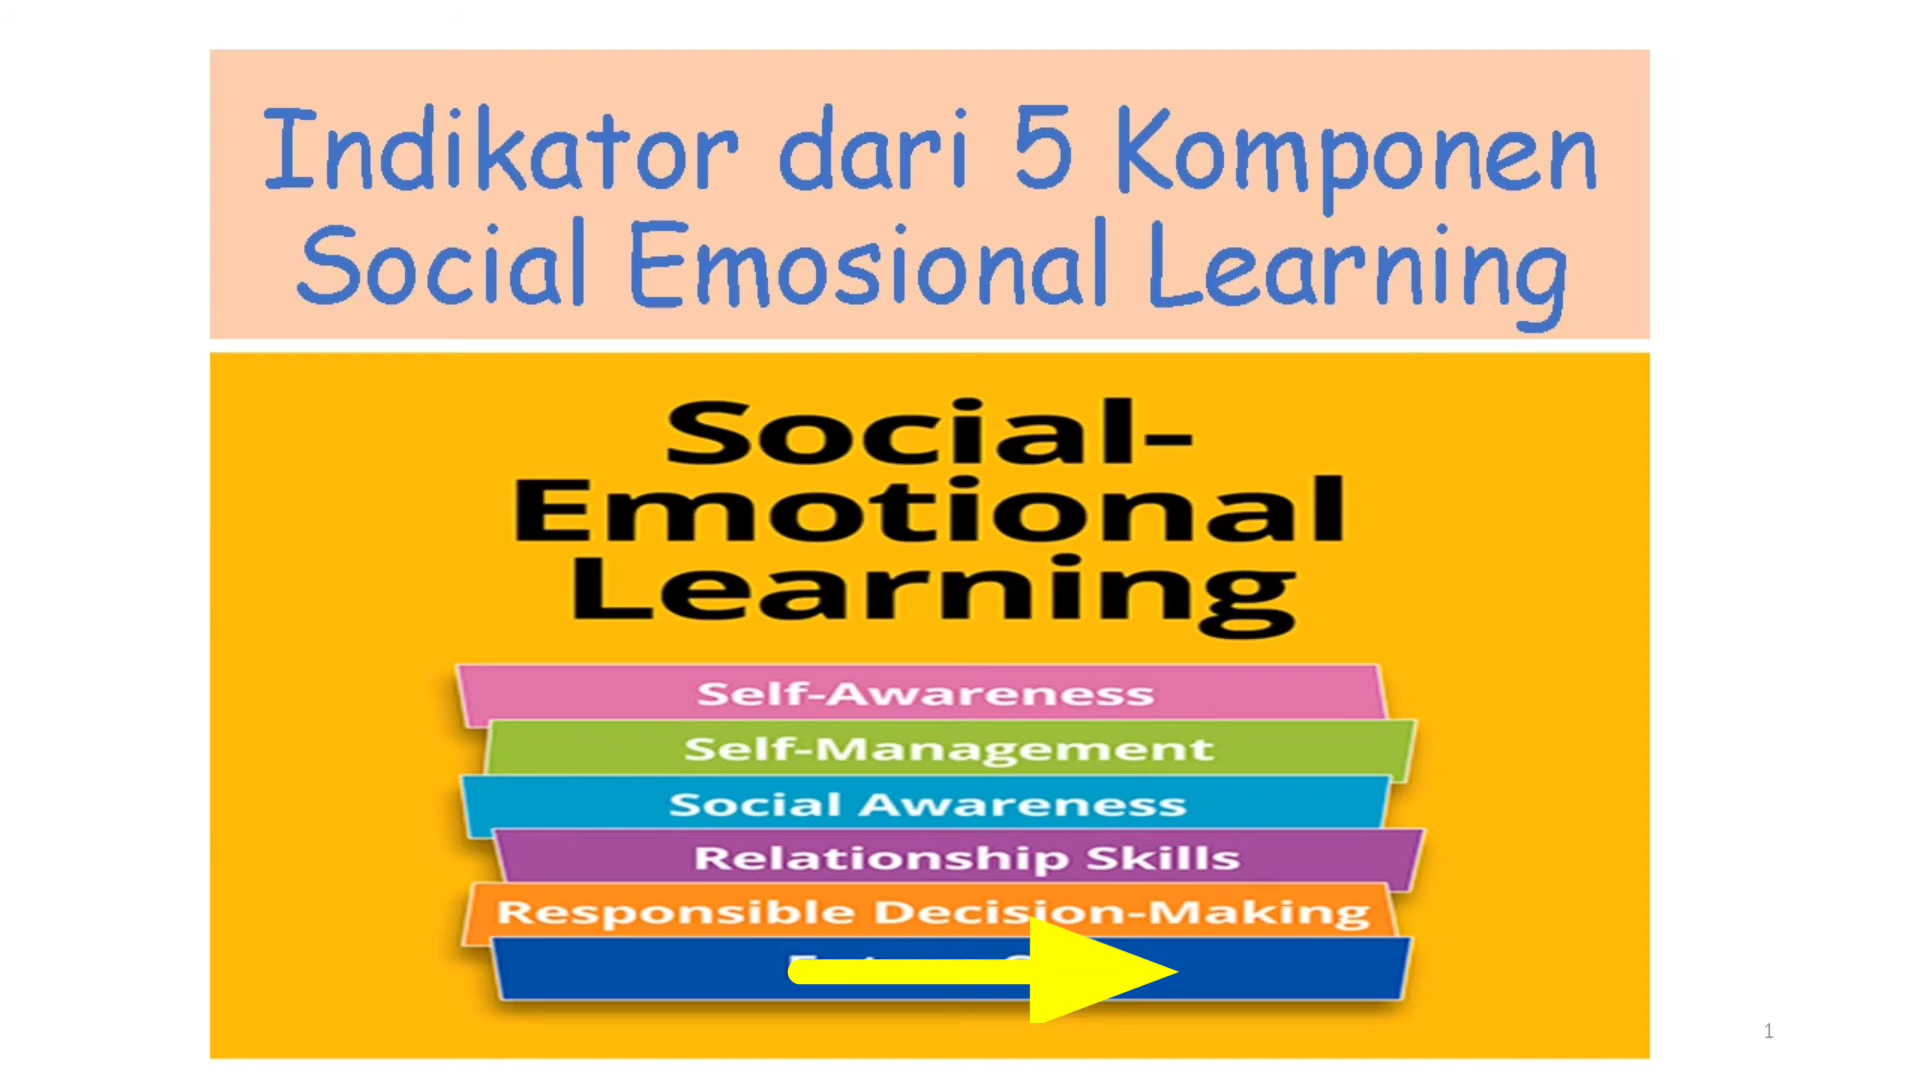 Indikator dari 5 Komponen
Social Emosional Learning
Social-
Emotional
Learning
Self-Awareness
Self-Management
Social Awareness
Relationship Skills
Responsible Decision-Making
1